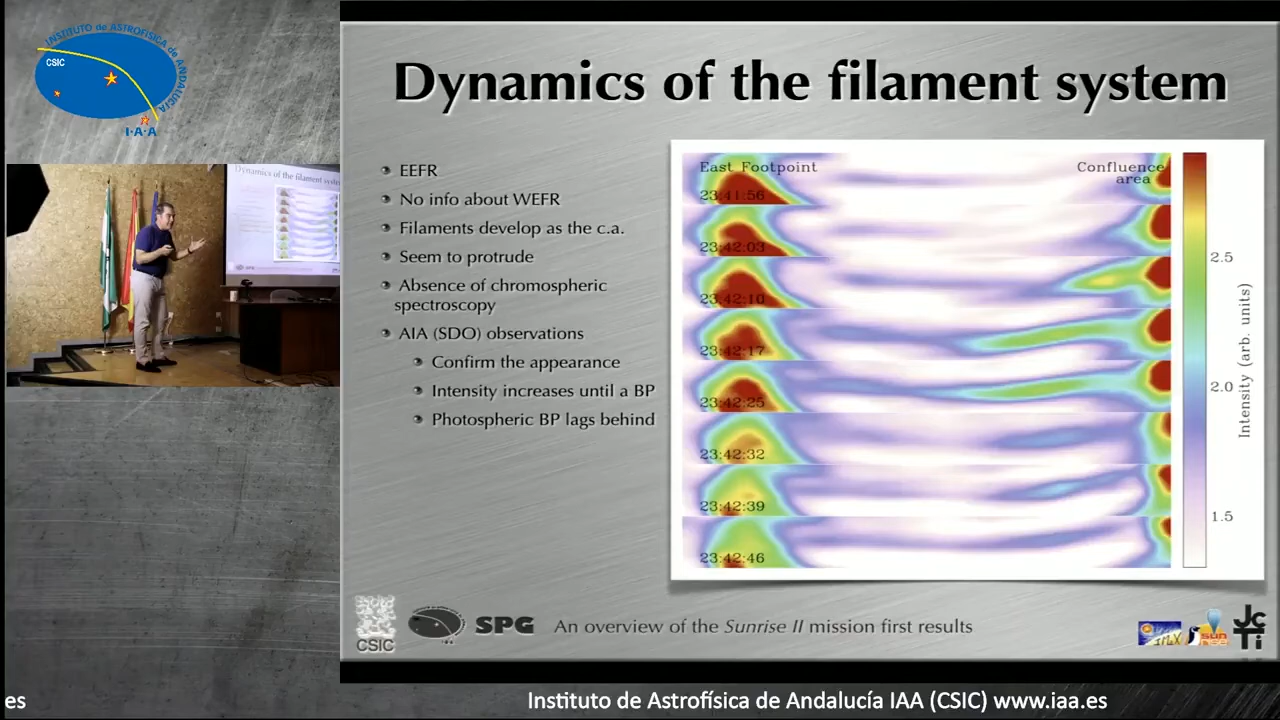 INSTITUTO de ASTROFÍSICA de ANDALUCÍA
CSIC
I·A·A
Dynamics of the filament system
EEFR
No info about WEFR
Filaments develop as the c.a.
Seem to protrude
Absence of chromospheric
spectroscopy
AIA (SDO) observations
Confirm the appearance
Intensity increases until a BP
Photospheric BP lags behind
East Footpoint
Confluence
area
23:41:56
23:42:03
23:42:10
23:42:17
23:42:25
23:42:32
23:42:39
23:42:46
2.5
2.0
1.5
Intensity (arb. units)
Dynamics of the filament syste
CSIC
SPG
An overview of the Sunrise II mission first results
es
Instituto de Astrofísica de Andalucía IAA (CSIC) www.iaa.es